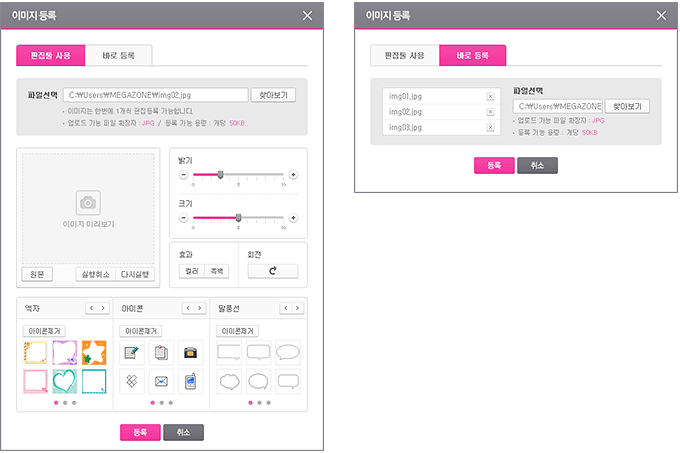 이미지 등록
편집툴 사용
바로 등록
파일선택
C:\Users\MEGAZONE\img02.jpg
찾아보기
• 이미지는 한번에 1개씩 편집등록 가능합니다.
• 업로드 가능 파일 확장자 : JPG / 등록 가능 용량 : 개당 50KB
이미지 미리보기
원본
실행취소
다시실행
밝기
0 5 10
크기
0 5 10
효과
컬러
흑백
회전
액자
아이콘제거
아이콘
아이콘제거
말풍선
아이콘제거
등록
취소
이미지 등록
편집툴 사용
바로 등록
img01.jpg
img02.jpg
img03.jpg
파일선택
C:\Users\MEGAZONE
찾아보기
• 업로드 가능 파일 확장자 : JPG
• 등록 가능 용량 : 개당 50KB
등록
취소